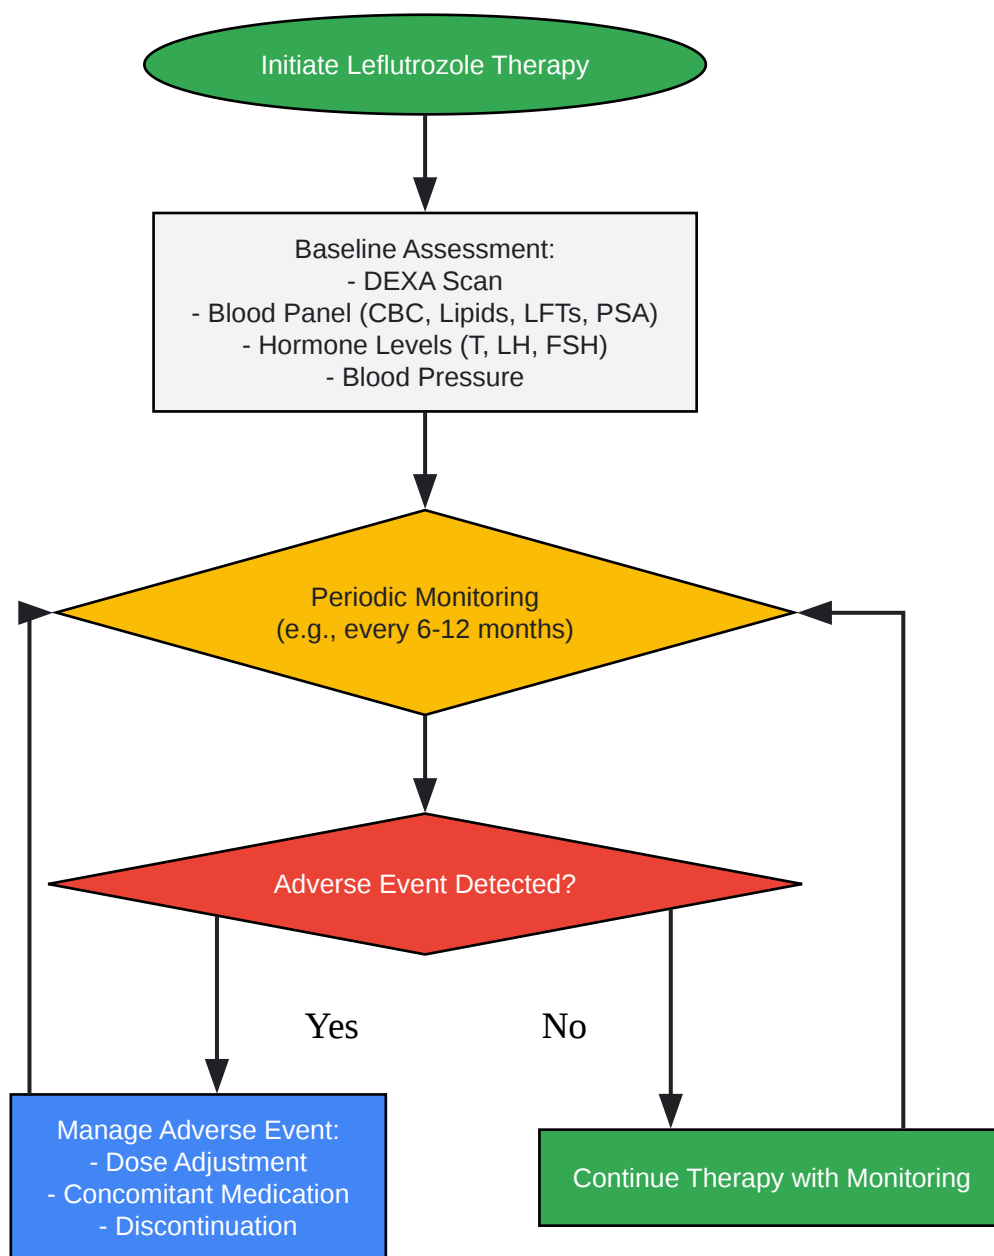 Initiate Leflutrozole Therapy
Baseline Assessment:
- DEXA Scan
- Blood Panel (CBC, Lipids, LFTs, PSA)
- Hormone Levels (T, LH, FSH)
- Blood Pressure
Periodic Monitoring
(e.g., every 6-12 months)
Adverse Event Detected?
Yes
No
Manage Adverse Event:
- Dose Adjustment
- Concomitant Medication
- Discontinuation
Continue Therapy with Monitoring